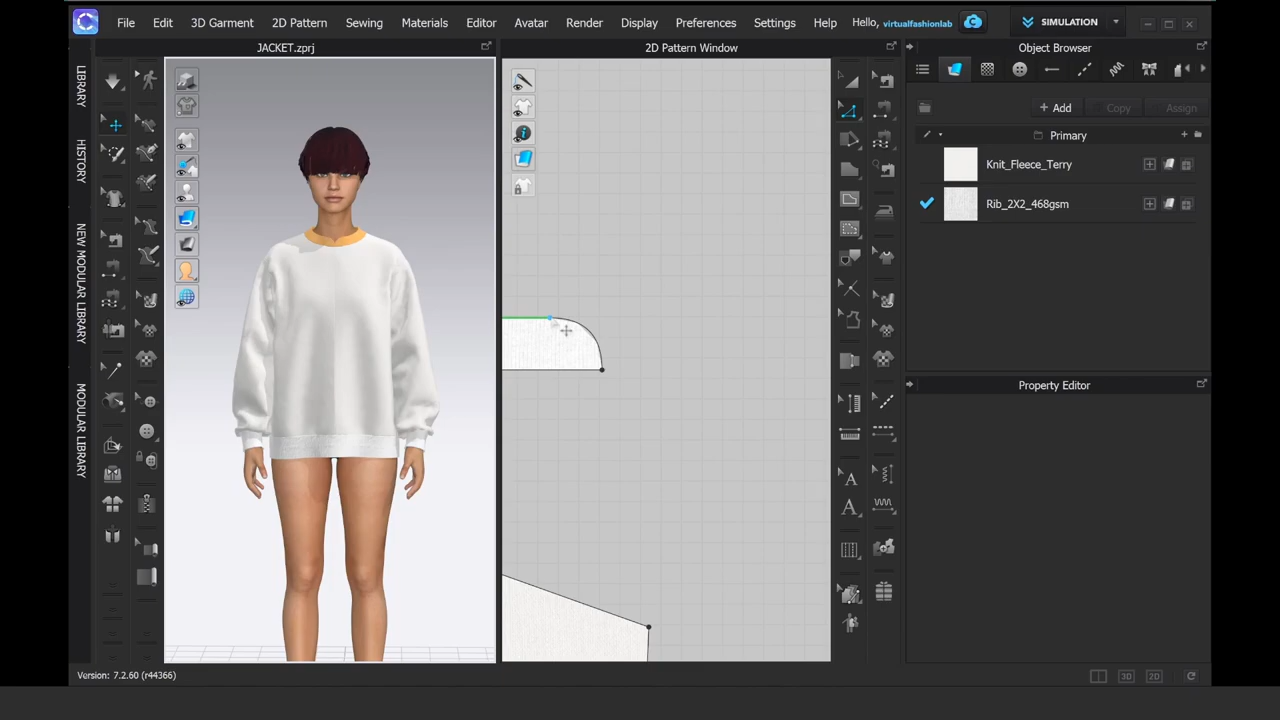 File Edit 3D Garment 2D Pattern Sewing Materials Editor Avatar Render Display Preferences Settings Help Hello, virtualfashionlab SIMULATION
JACKET.zprj
2D Pattern Window
Object Browser
LIBRARY
HISTORY
NEW MODULAR LIBRARY
MODULAR LIBRARY
+ Add Copy Assign
Primary
Knit_Fleece_Terry
Rib_2X2_468gsm
Property Editor
A
A
Version: 7.2.60 (r44366)
3D 2D